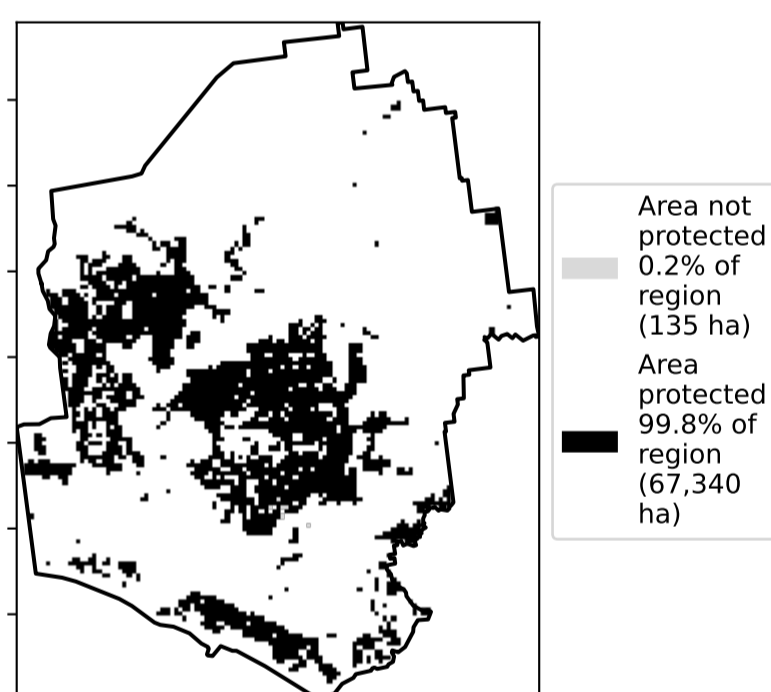 Area not
protected
0.2% of
region
(135 ha)
Area
protected
99.8% of
region
(67,340
ha)